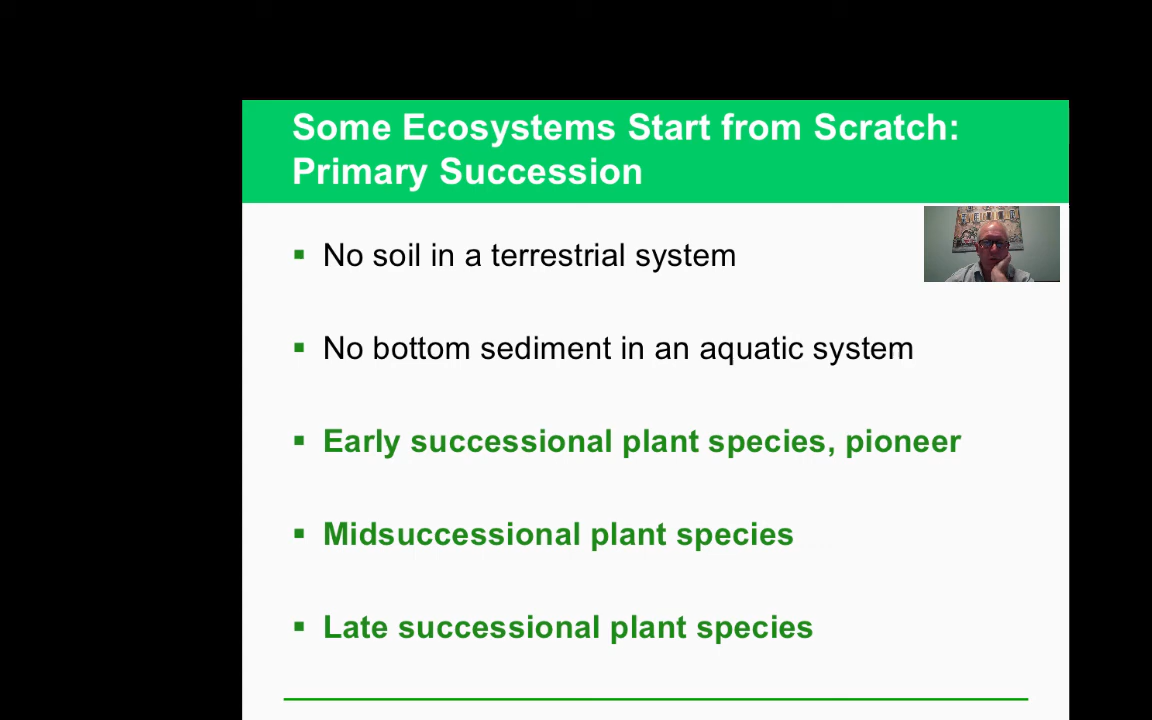 Some Ecosystems Start from Scratch:
Primary Succession
No soil in a terrestrial system
No bottom sediment in an aquatic system
Early successional plant species, pioneer
Midsuccessional plant species
Late successional plant species